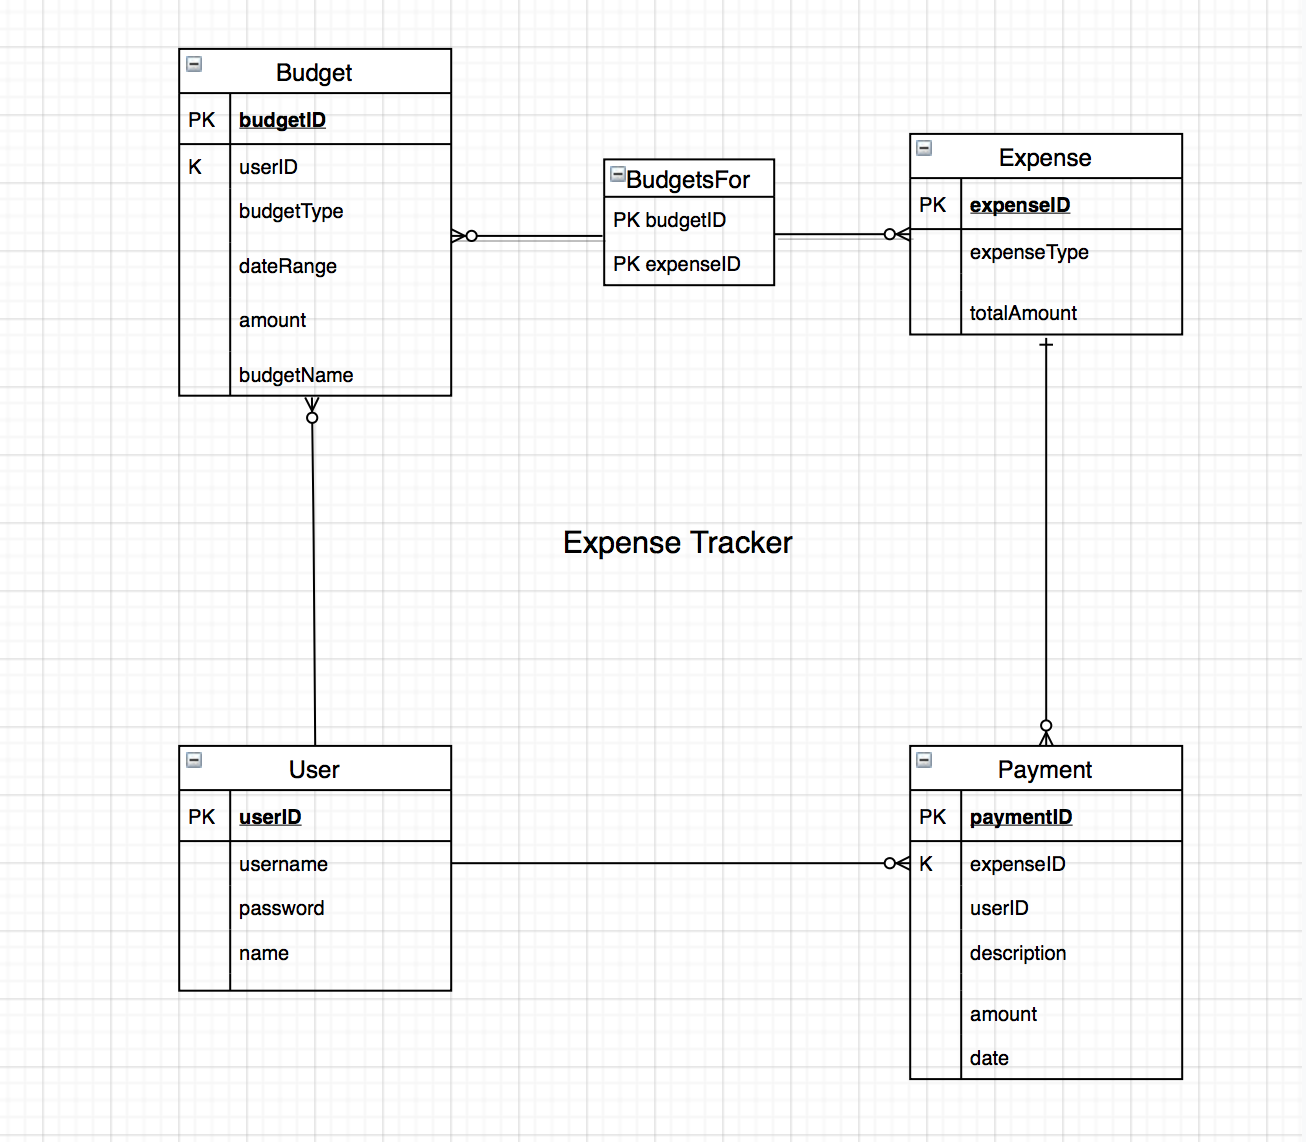 Budget
PK budgetID
K userID
budgetType
dateRange
amount
budgetName
BudgetsFor
PK budgetID
PK expenseID
Expense
PK expenseID
expenseType
totalAmount
Expense Tracker
User
PK userID
username
password
name
Payment
PK paymentID
K expenseID
userID
description
amount
date